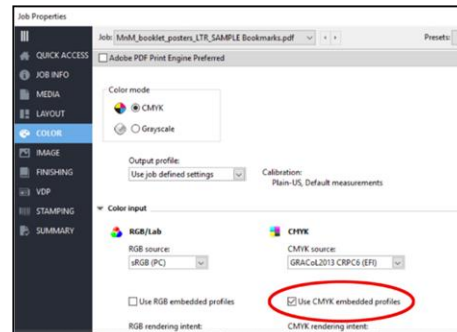 Job Properties
Job: MnM_booklet_posters_LTR_SAMPLE Bookmarks.pdf
Presets:
QUICK ACCESS
Adobe PDF Print Engine Preferred
JOB INFO
MEDIA
Color mode
LAYOUT
CMYK
COLOR
Grayscale
IMAGE
Output profile:
FINISHING
Use job defined settings
Calibration:
VDP
Plain-US, Default measurements
STAMPING
Color input
SUMMARY
RGB/Lab
CMYK
RGB source:
CMYK source:
sRGB (PC)
GRACoL2013 CRPC6 (EFI)
Use RGB embedded profiles
Use CMYK embedded profiles
RGB rendering intent:
CMYK rendering intent: